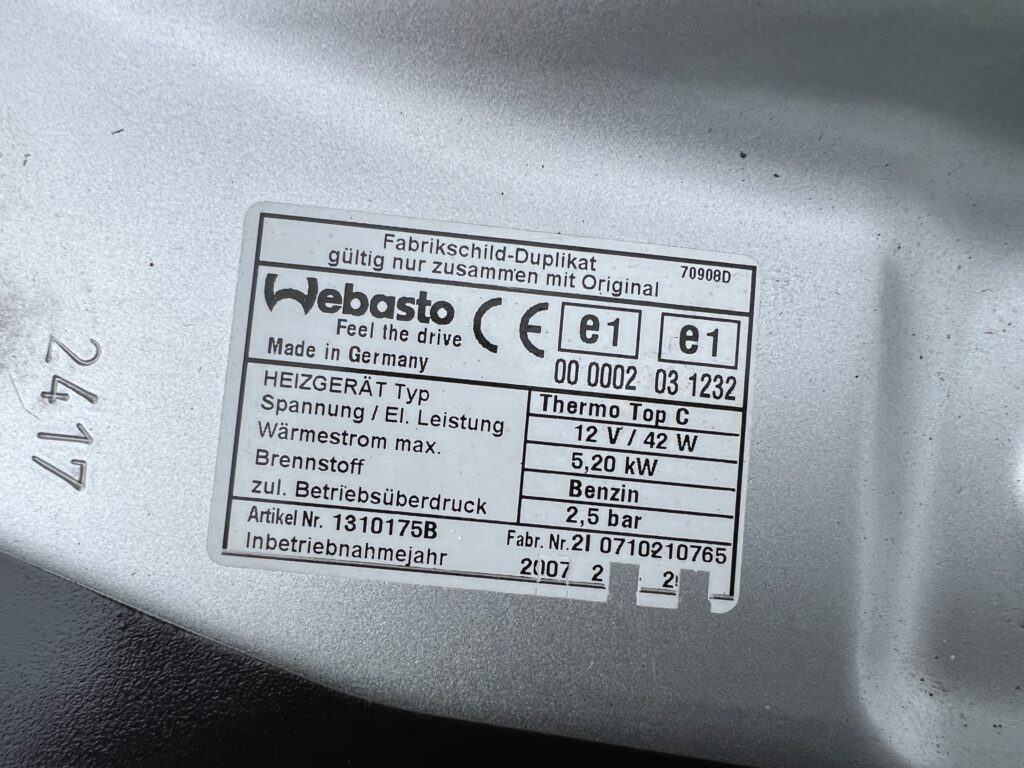 Fabrikschild-Duplikat
gültig nur zusammen mit Original
70908D
Webasto
Feel the drive
Made in Germany
CE
e1
e1
00 0002
03 1232
HEIZGERÄT Typ
Thermo Top C
Spannung / El. Leistung
12 V / 42 W
Wärmestrom max.
5,20 kW
Brennstoff
Benzin
zul. Betriebsüberdruck
2,5 bar
Artikel Nr. 1310175B
Fabr. Nr. 2I 0710210765
Inbetriebnahmejahr
2007
2417